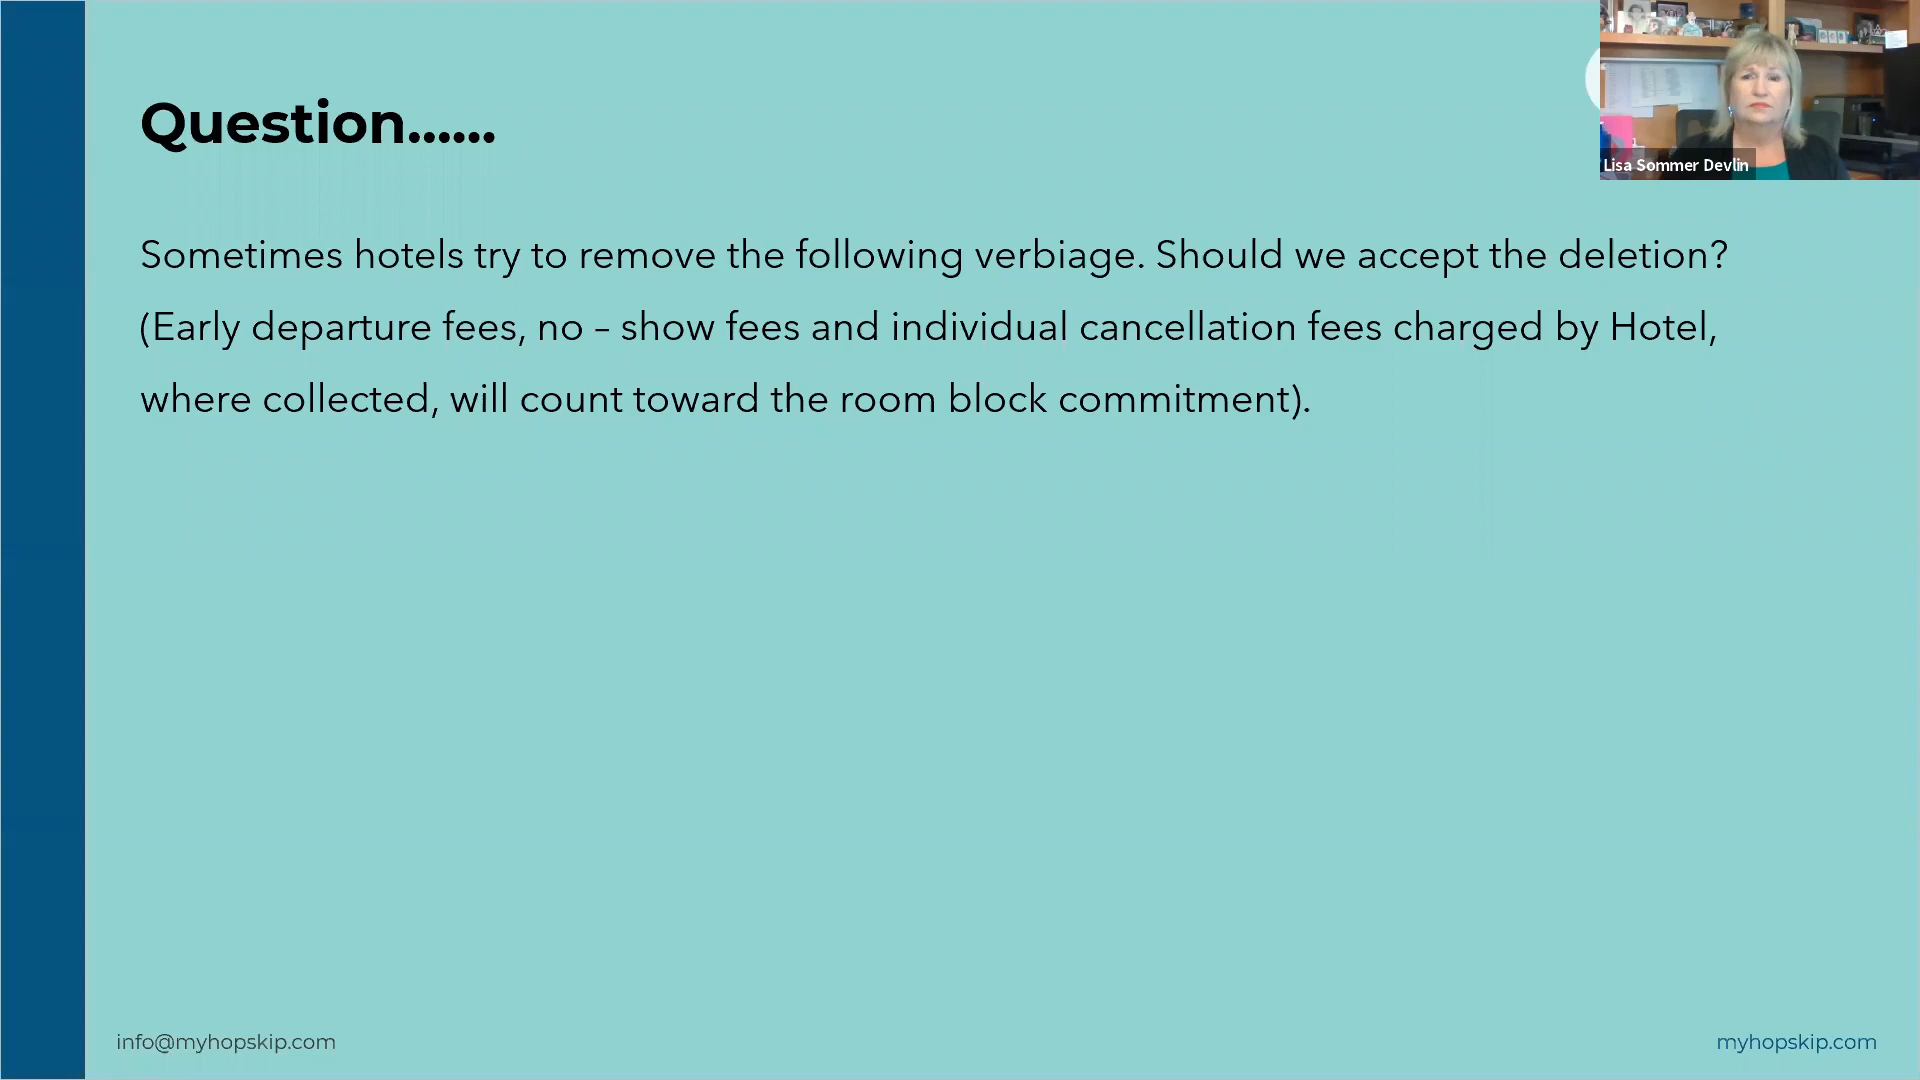 Question......
Lisa Sommer Devlin
Sometimes hotels try to remove the following verbiage. Should we accept the deletion?
(Early departure fees, no – show fees and individual cancellation fees charged by Hotel,
where collected, will count toward the room block commitment).
info@myhopskip.com
myhopskip.com